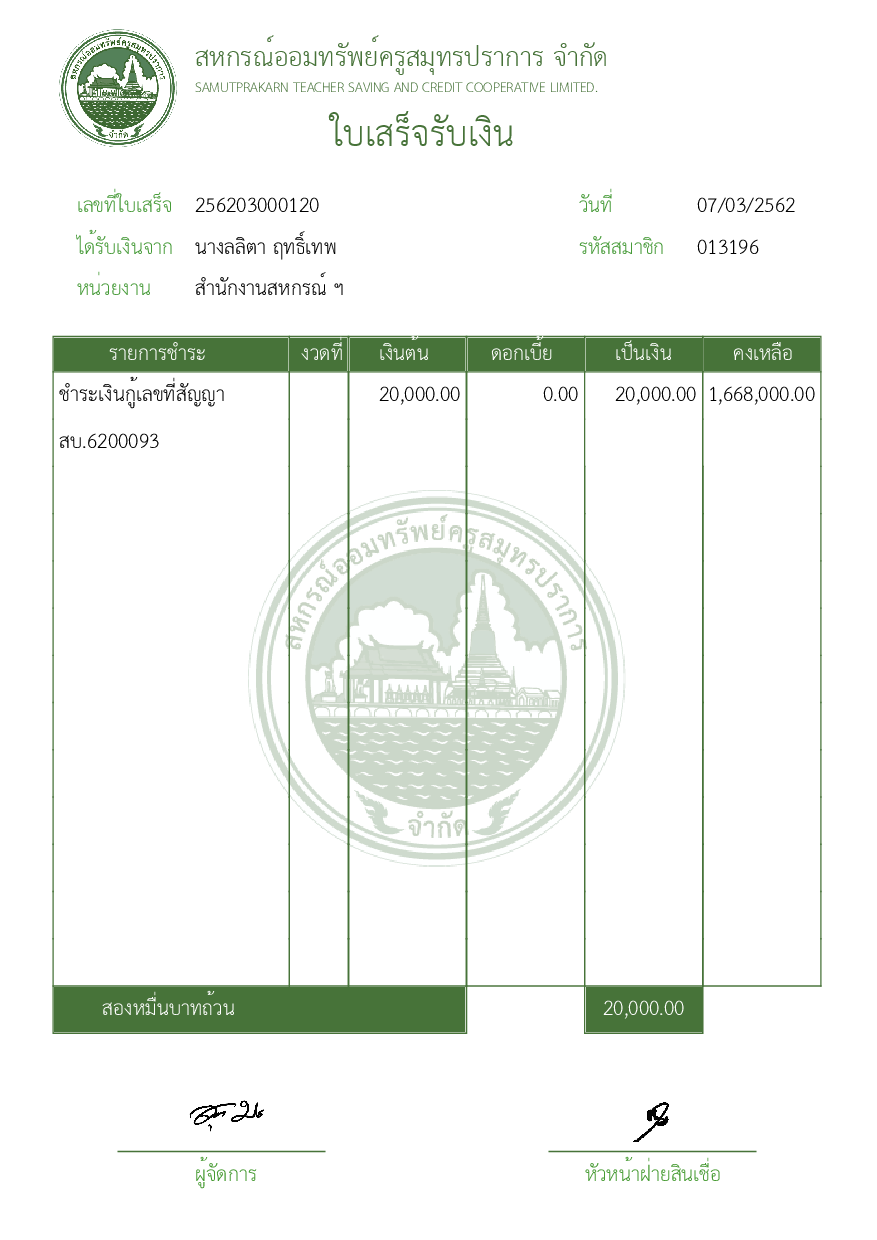 สหกรณ์ออมทรัพย์ครูสมุทรปราการ จำกัด
SAMUTPRAKARN TEACHER SAVING AND CREDIT COOPERATIVE LIMITED.
ใบเสร็จรับเงิน
เลขที่ใบเสร็จ 256203000120 วันที่ 07/03/2562
ได้รับเงินจาก นางลลิตา ฤทธิ์เทพ รหัสสมาชิก 013196
หน่วยงาน สำนักงานสหกรณ์ ฯ
รายการชำระ งวดที่ เงินต้น ดอกเบี้ย เป็นเงิน คงเหลือ
ชำระเงินกู้เลขที่สัญญา 20,000.00 0.00 20,000.00 1,668,000.00
สบ.6200093
สหกรณ์ออมทรัพย์ครูสมุทรปราการ
จำกัด
สองหมื่นบาทถ้วน 20,000.00
ผู้จัดการ หัวหน้าฝ่ายสินเชื่อ